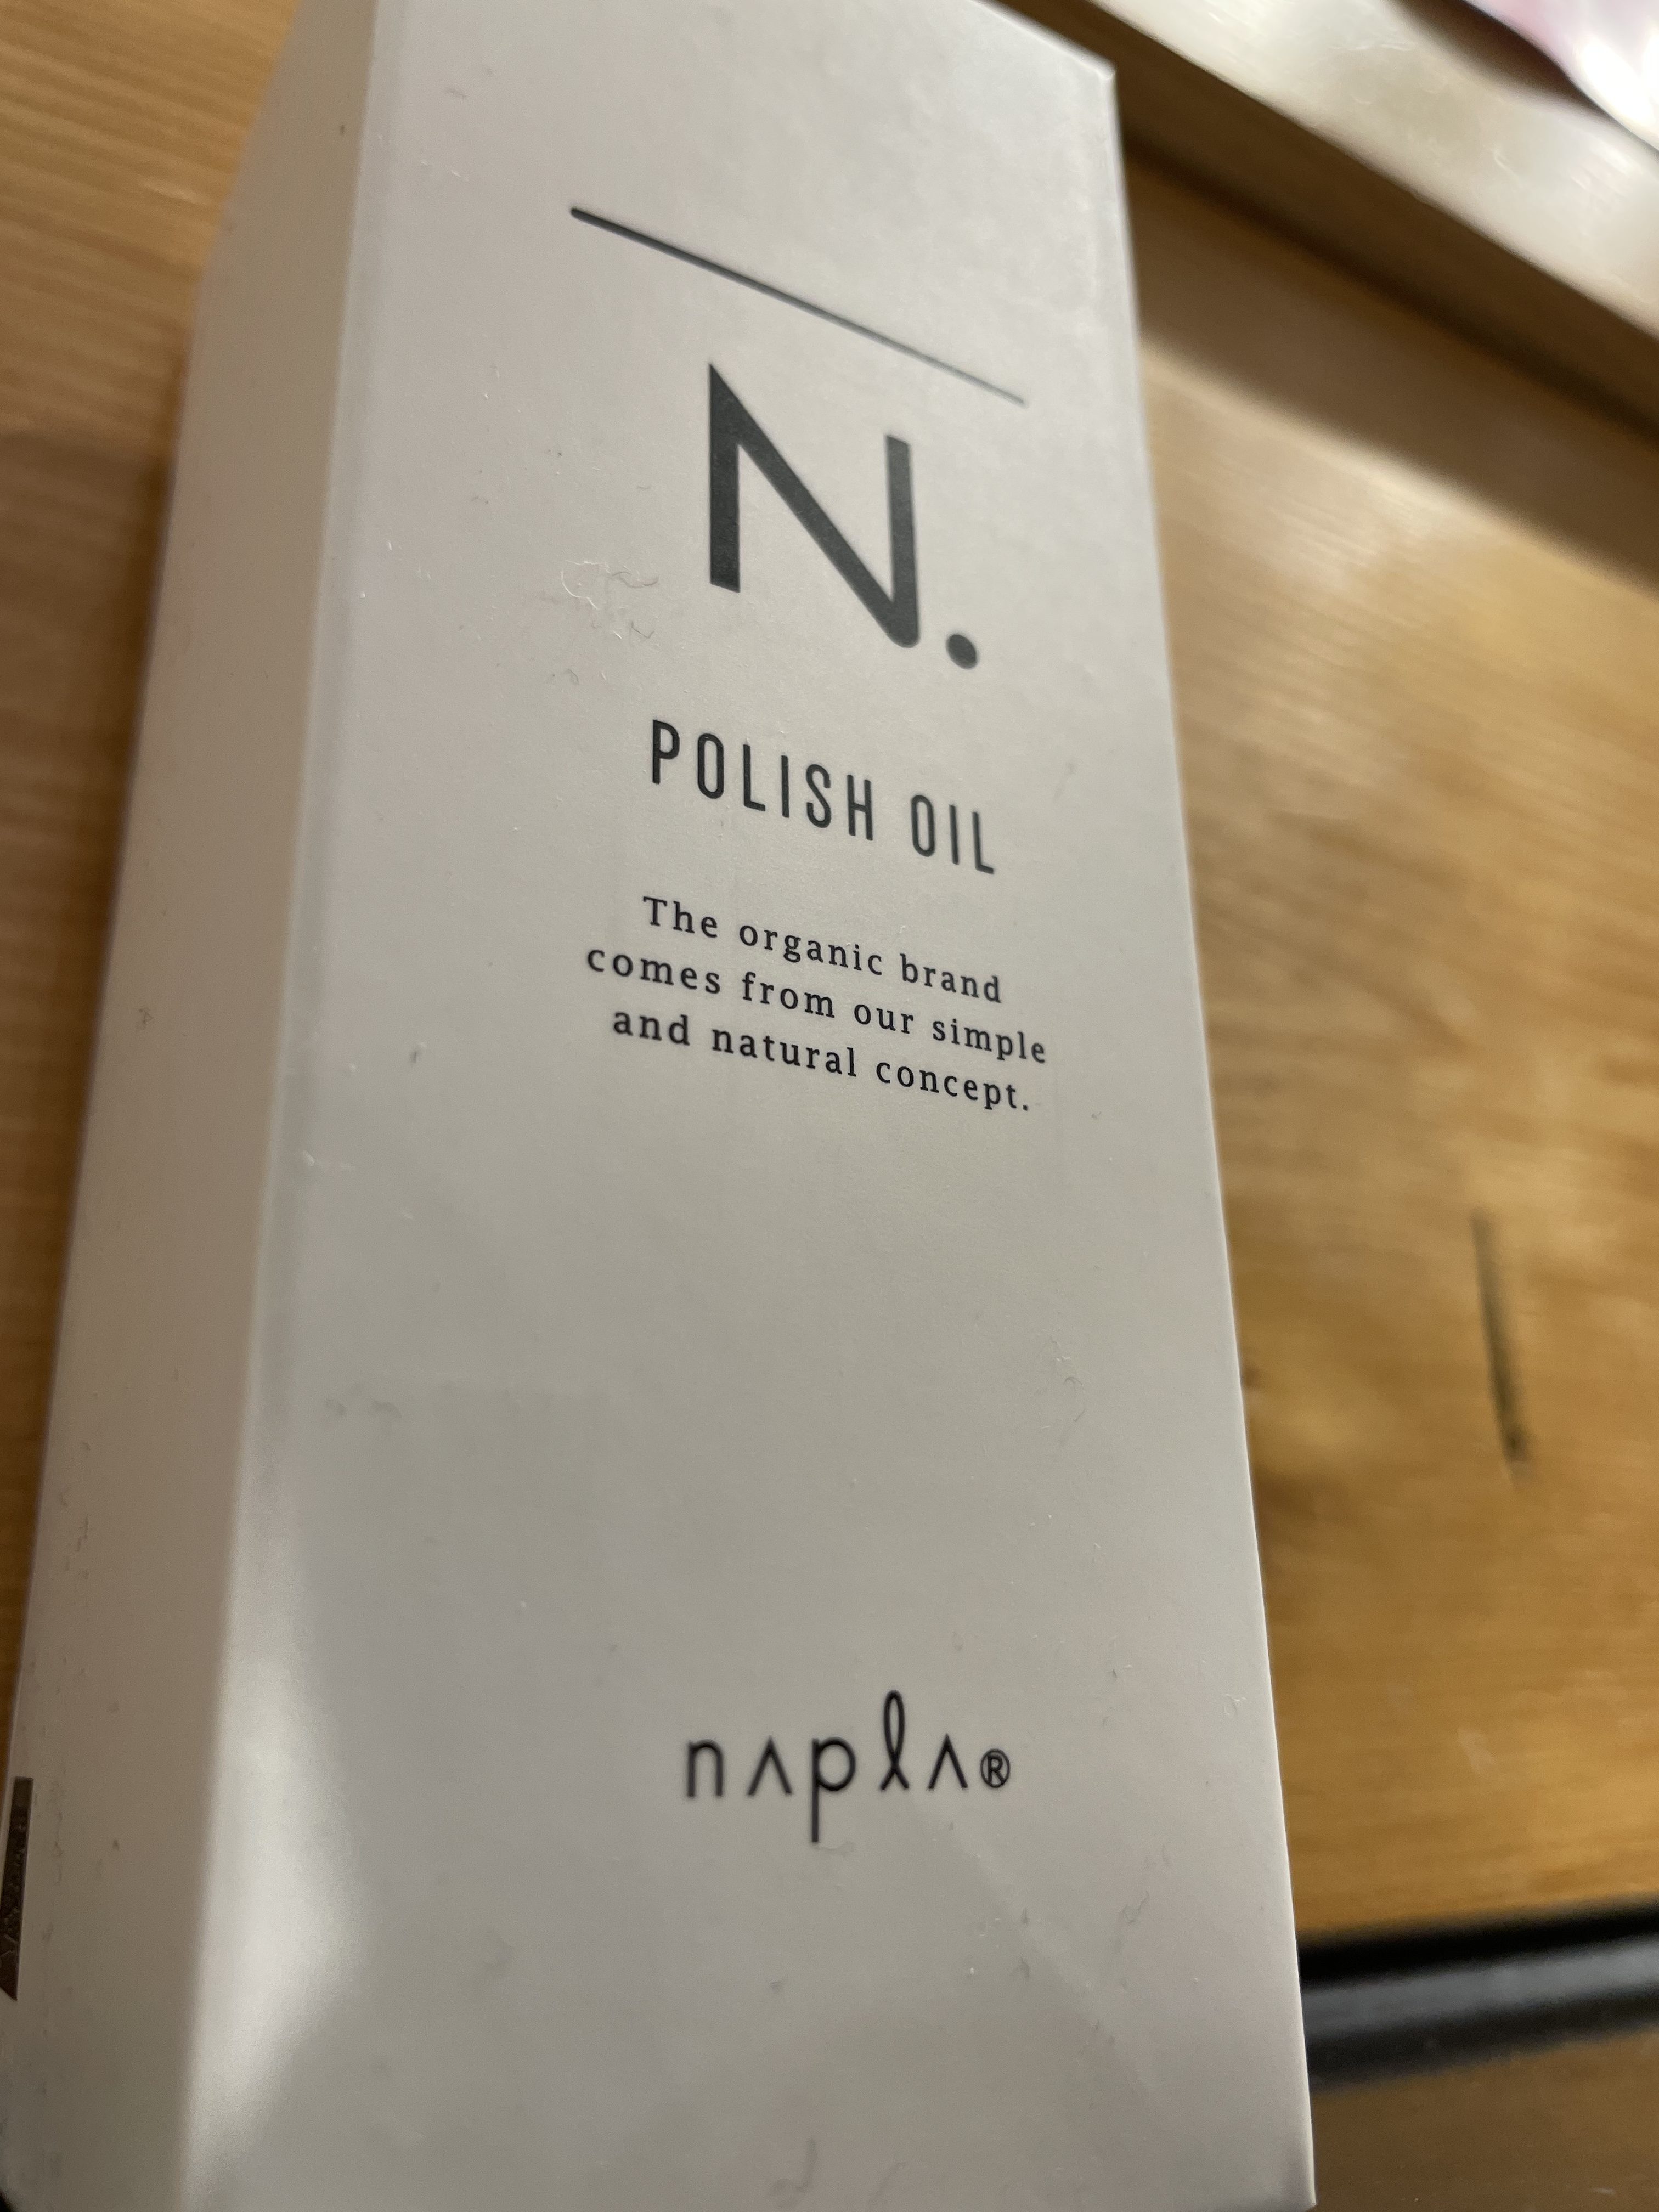 N.
POLISH OIL
The organic brand
comes from our simple
and natural concept.
napla®